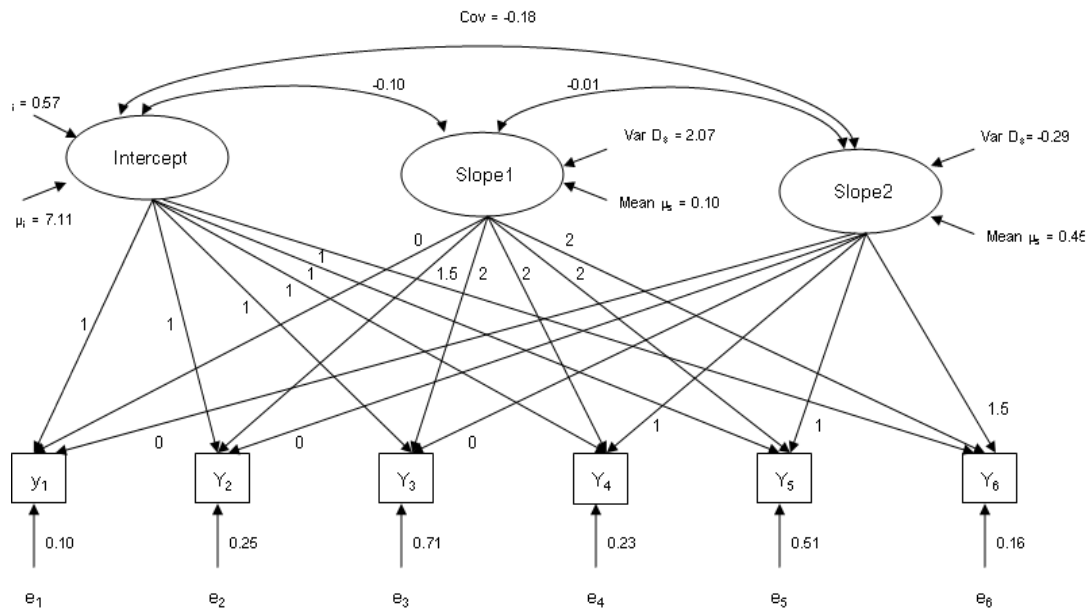 Cov = -0.18
-0.10
-0.01
ᵢ = 0.57
Var Dₛ = 2.07
Var Dₛ= -0.29
Intercept
Slope1
Slope2
μᵢ = 7.11
Mean μₛ = 0.10
Mean μₛ = 0.45
0
2
1
1
1.5
2
2
2
1
1
1
1
1.5
1
1
0
0
0
y₁
Y₂
Y₃
Y₄
Y₅
Y₆
0.10
0.25
0.71
0.23
0.51
0.16
e₁
e₂
e₃
e₄
e₅
e₆